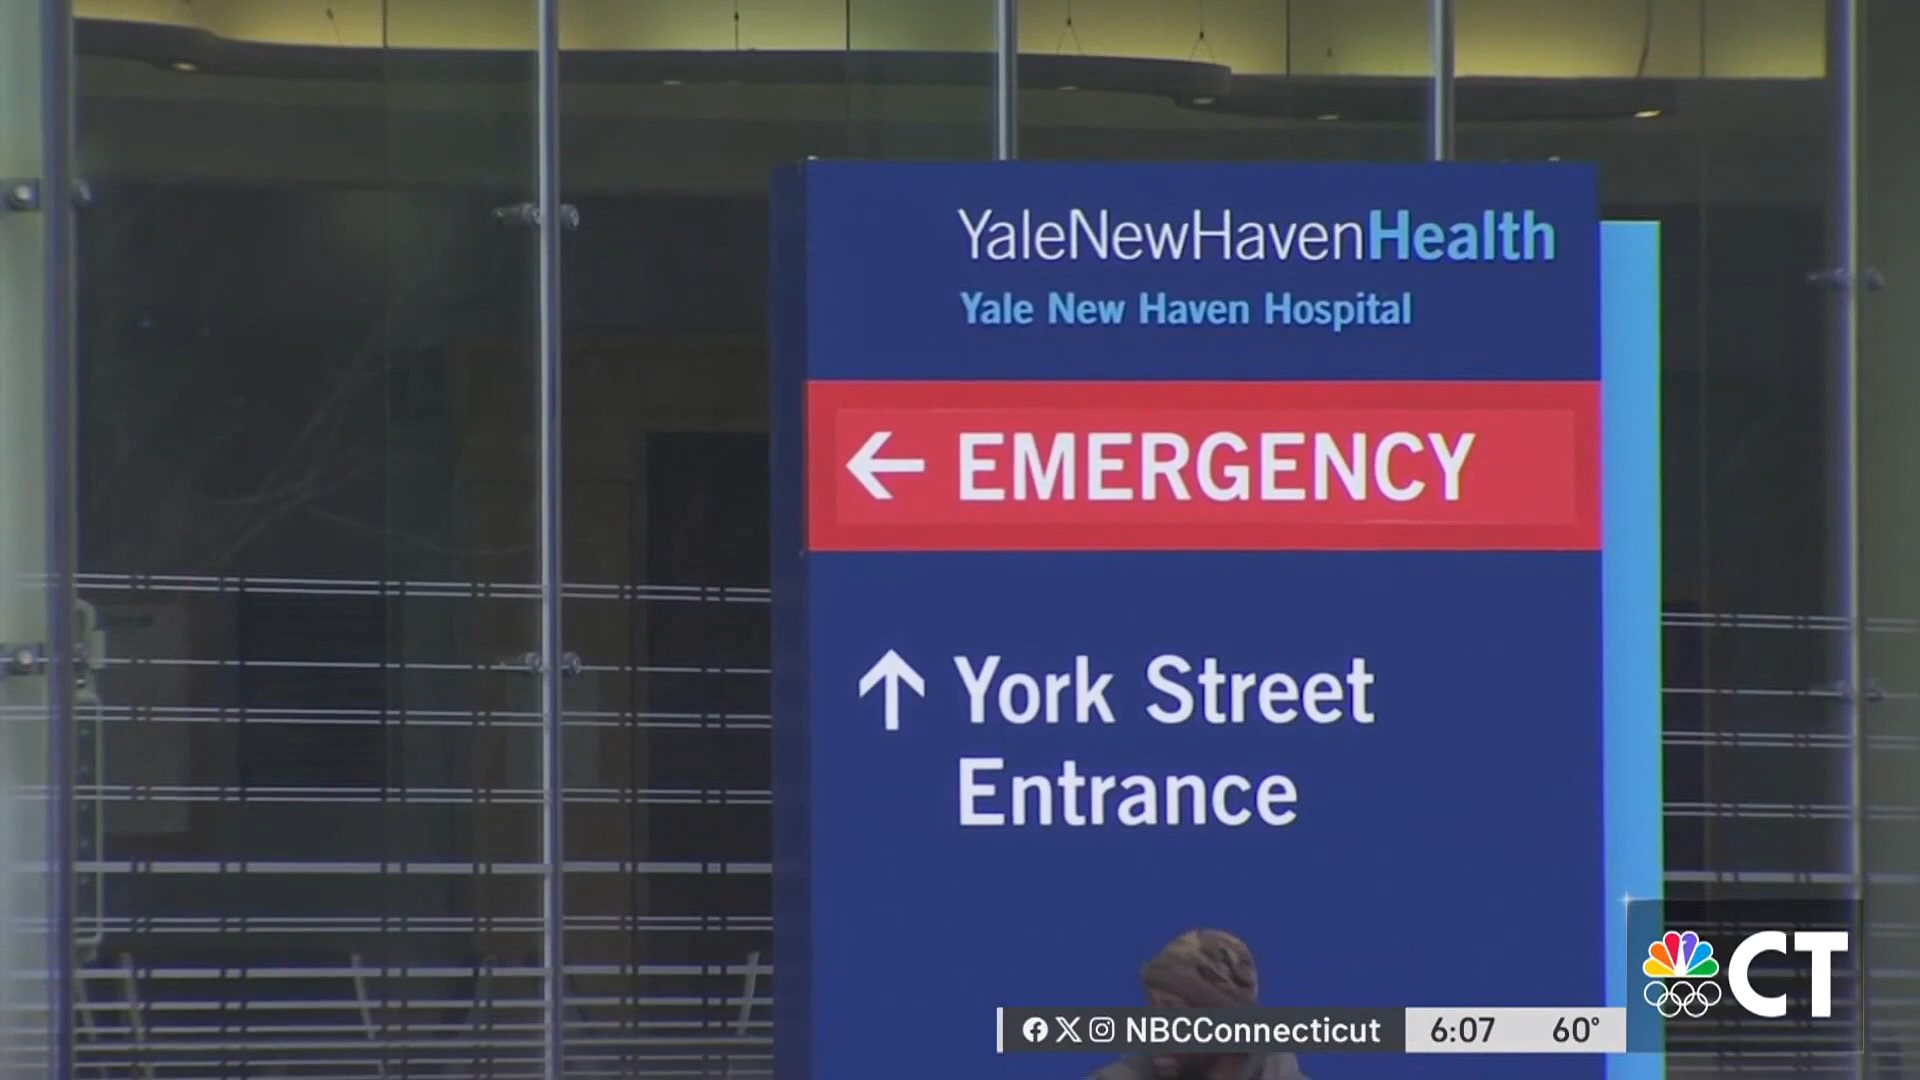 YaleNewHavenHealth
Yale New Haven Hospital
← EMERGENCY
↑ York Street
Entrance
CT
NBCConnecticut 6:07 60°